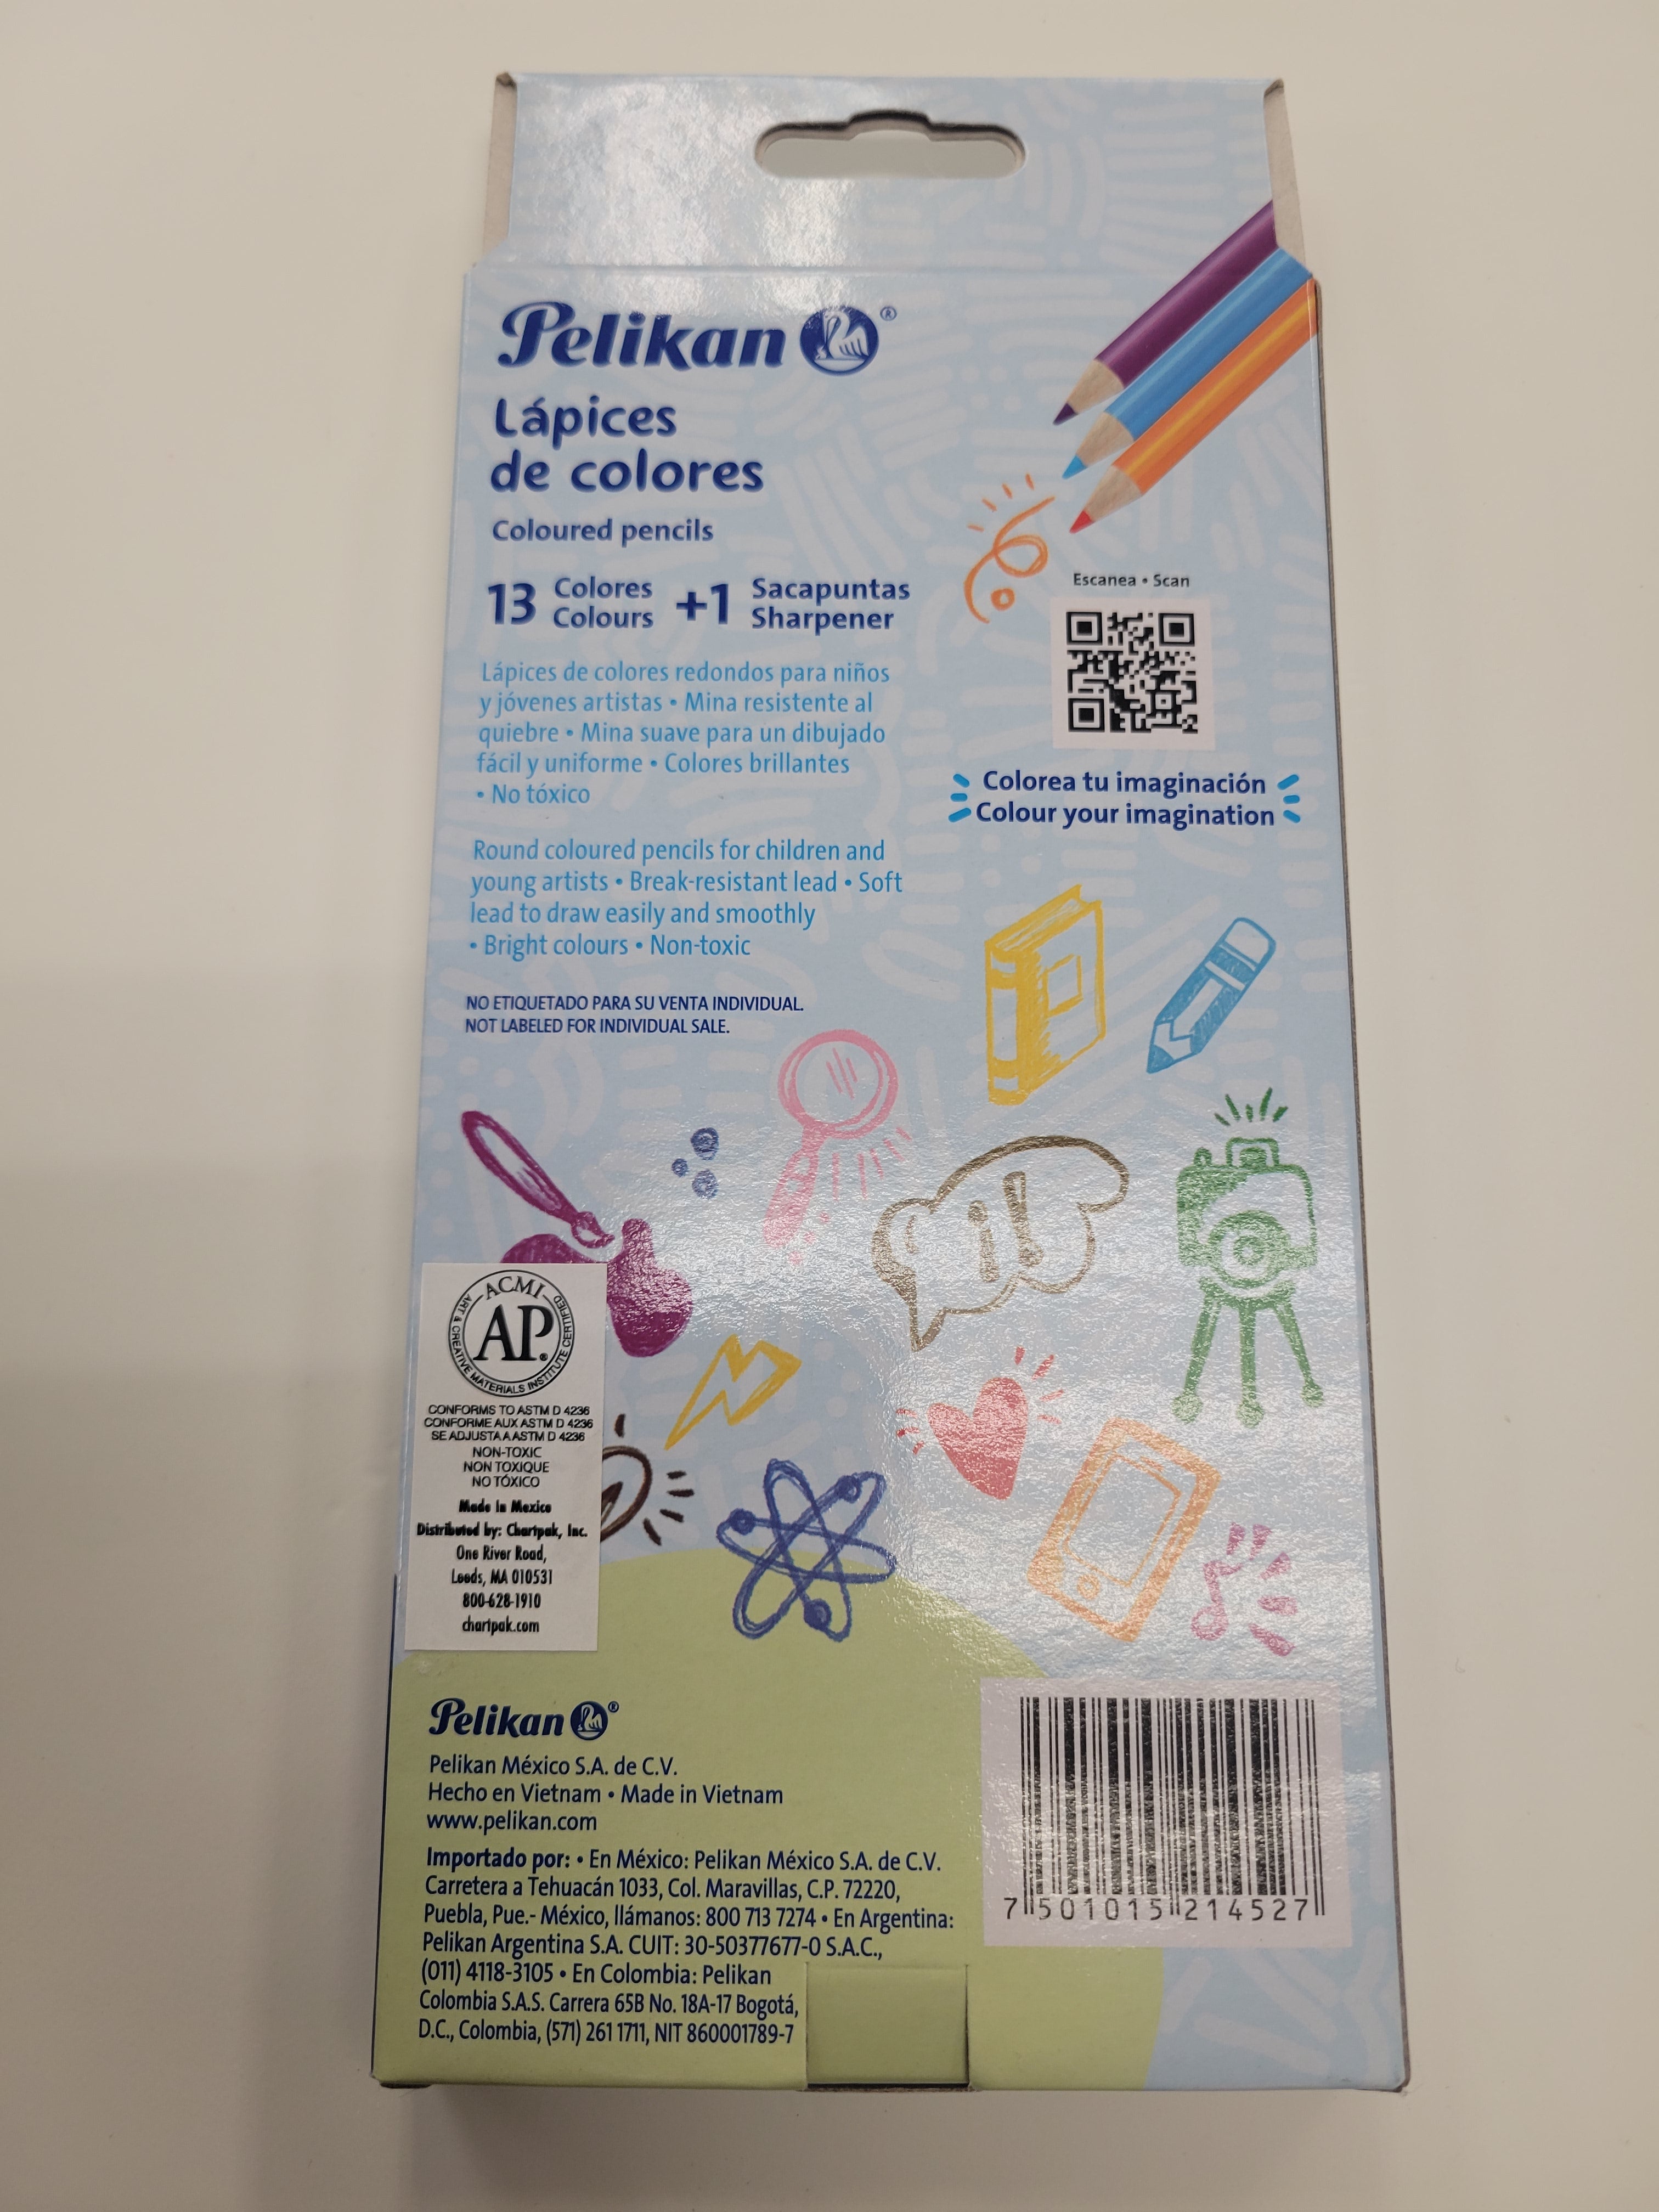 Pelikan ®
Lápices
de colores
Coloured pencils
13 Colores Colours +1 Sacapuntas Sharpener
Escanea • Scan
Lápices de colores redondos para niños
y jóvenes artistas • Mina resistente al
quiebre • Mina suave para un dibujado
fácil y uniforme • Colores brillantes
• No tóxico
Colorea tu imaginación
Colour your imagination
Round coloured pencils for children and
young artists • Break-resistant lead • Soft
lead to draw easily and smoothly
• Bright colours • Non-toxic
NO ETIQUETADO PARA SU VENTA INDIVIDUAL.
NOT LABELED FOR INDIVIDUAL SALE.
ACMI
ART & CREATIVE MATERIALS INSTITUTE CERTIFIED
AP®
CONFORMS TO ASTM D 4236
CONFORME AUX ASTM D 4236
SE ADJUSTA A ASTM D 4236
NON-TOXIC
NON TOXIQUE
NO TÓXICO
Made in Mexico
Distributed by: Chartpak, Inc.
One River Road,
Leeds, MA 010531
800-628-1910
chartpak.com
Pelikan ®
Pelikan México S.A. de C.V.
Hecho en Vietnam • Made in Vietnam
www.pelikan.com
Importado por: • En México: Pelikan México S.A. de C.V.
Carretera a Tehuacán 1033, Col. Maravillas, C.P. 72220,
Puebla, Pue.- México, llámanos: 800 713 7274 • En Argentina:
Pelikan Argentina S.A. CUIT: 30-50377677-0 S.A.C.,
(011) 4118-3105 • En Colombia: Pelikan
Colombia S.A.S. Carrera 65B No. 18A-17 Bogotá,
D.C., Colombia, (571) 261 1711, NIT 860001789-7
7 501015 214527